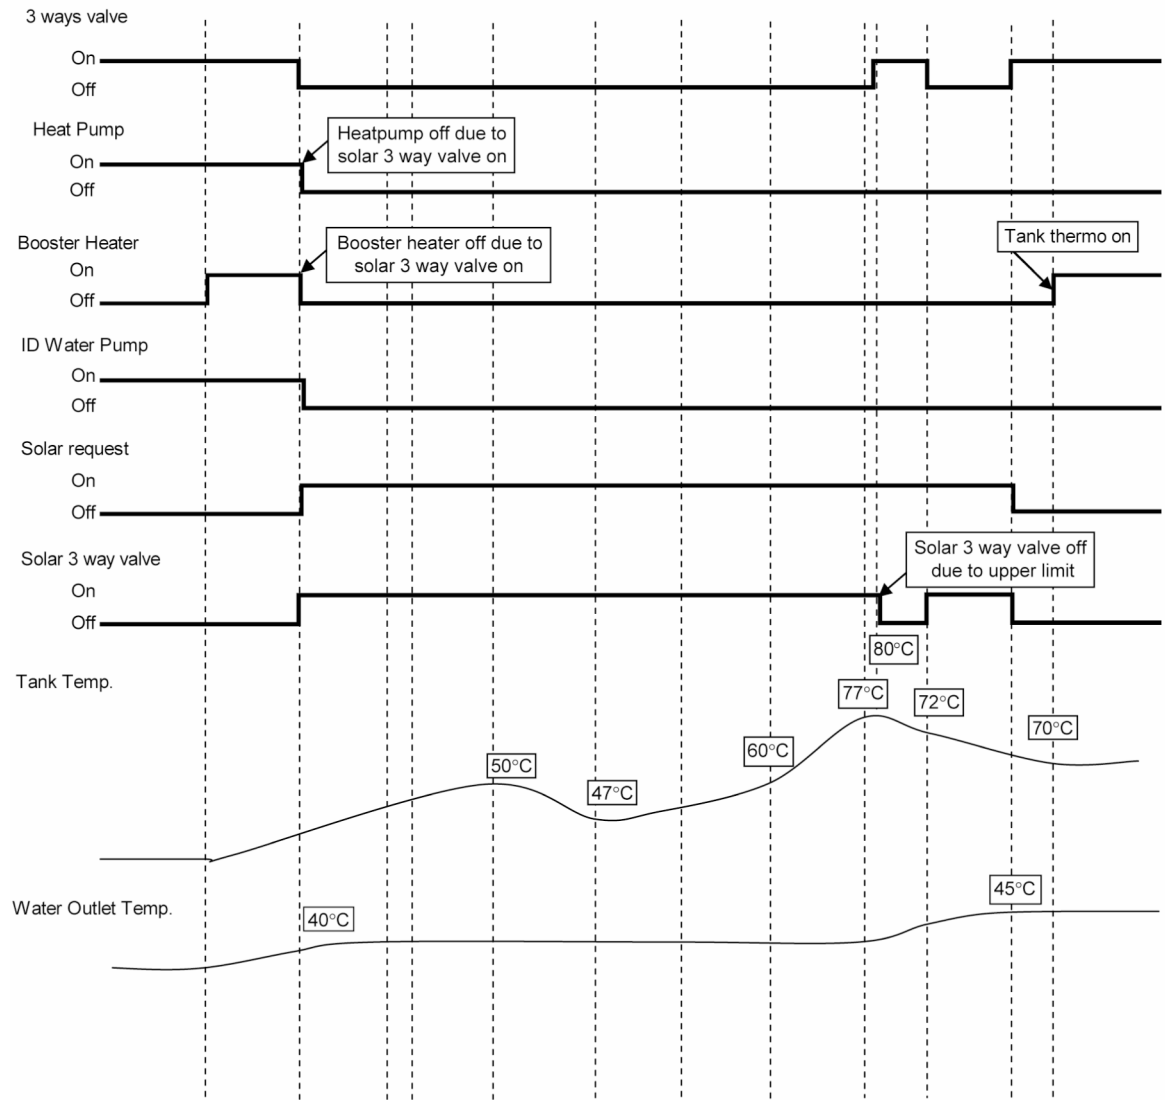 3 ways valve
On
Off
Heat Pump
On
Off
Heatpump off due to
solar 3 way valve on
Booster Heater
On
Off
Booster heater off due to
solar 3 way valve on
Tank thermo on
ID Water Pump
On
Off
Solar request
On
Off
Solar 3 way valve
On
Off
Solar 3 way valve off
due to upper limit
80°C
Tank Temp.
77°C
72°C
70°C
60°C
50°C
47°C
45°C
Water Outlet Temp.
40°C